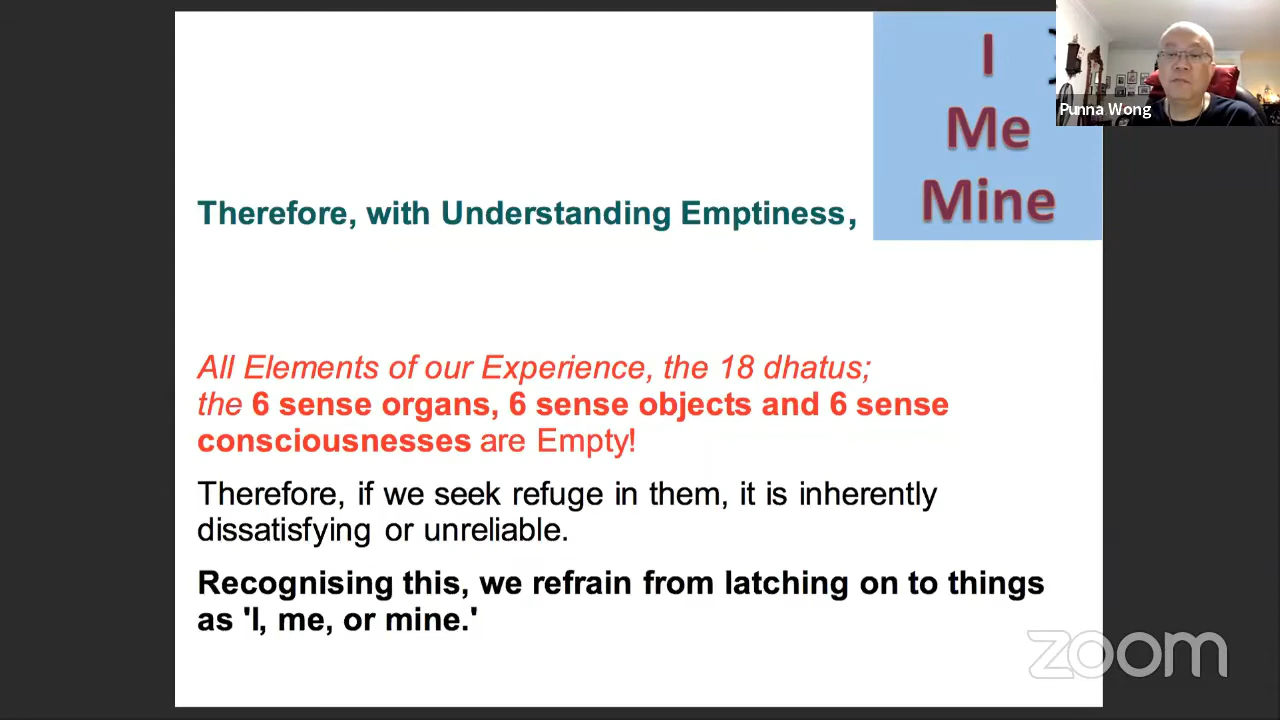 I
Me
Mine
Punna Wong
Therefore, with Understanding Emptiness,
All Elements of our Experience, the 18 dhatus;
the 6 sense organs, 6 sense objects and 6 sense
consciousnesses are Empty!
Therefore, if we seek refuge in them, it is inherently
dissatisfying or unreliable.
Recognising this, we refrain from latching on to things
as 'I, me, or mine.'
zoom